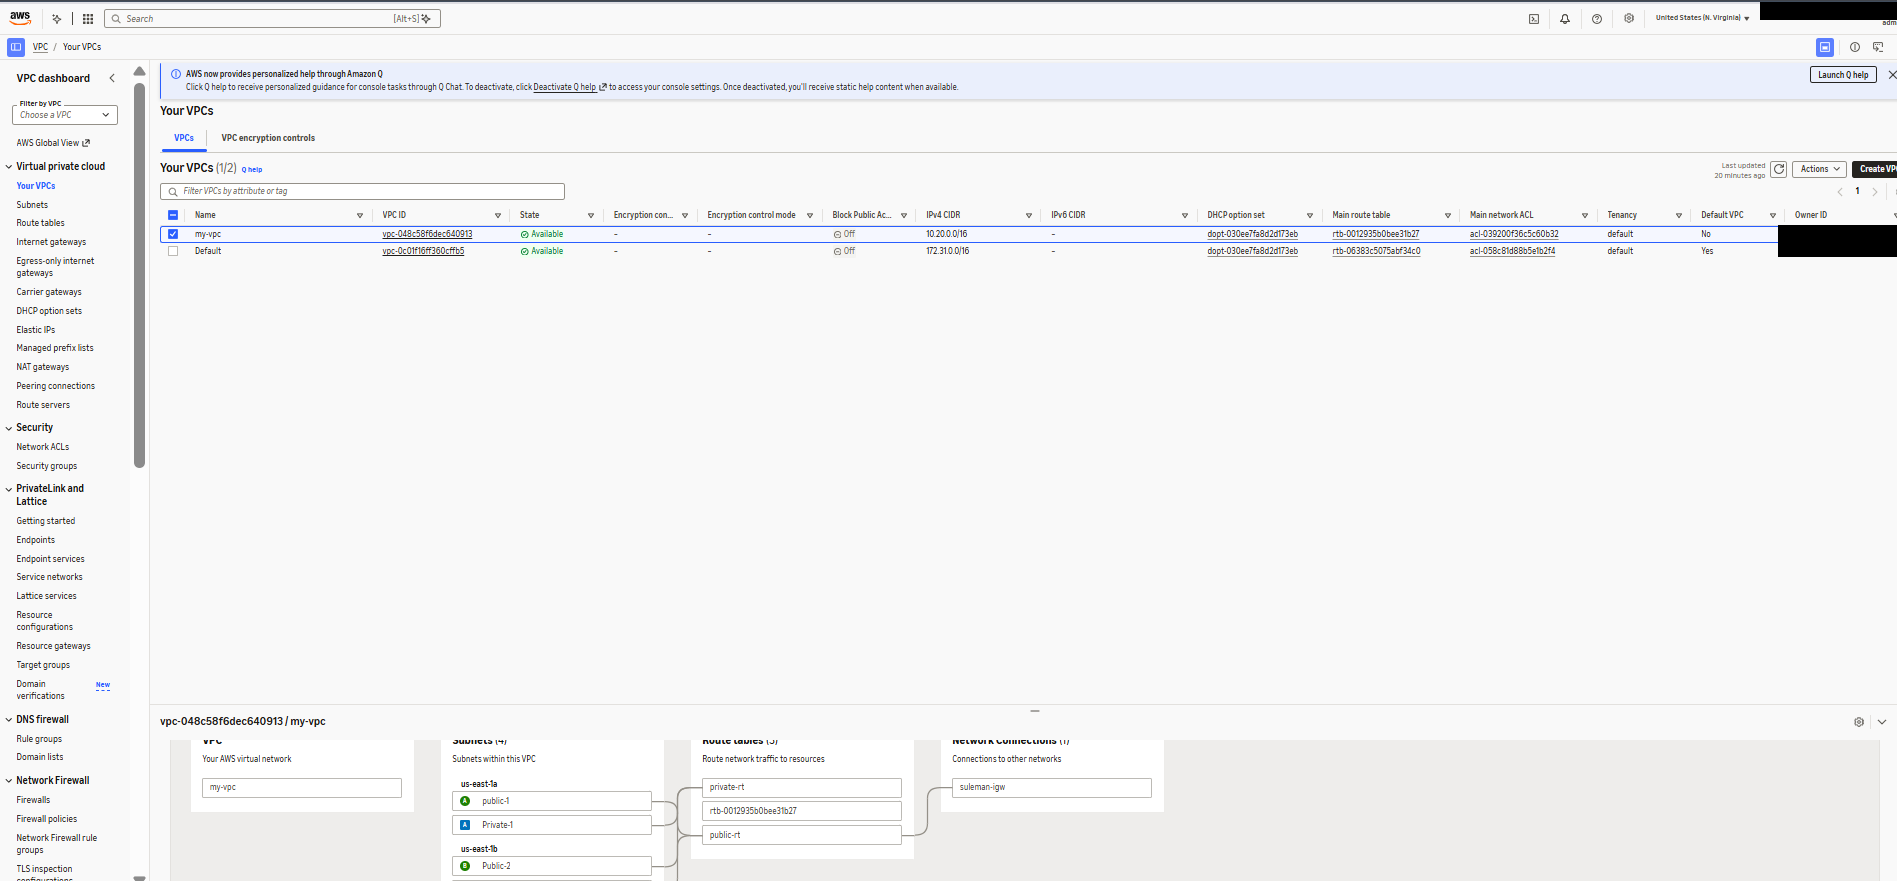 aws
Search
[Alt+S]
United States (N. Virginia)
adm
VPC / Your VPCs
VPC dashboard
Filter by VPC
Choose a VPC
AWS Global View
Virtual private cloud
Your VPCs
Subnets
Route tables
Internet gateways
Egress-only internet
gateways
Carrier gateways
DHCP option sets
Elastic IPs
Managed prefix lists
NAT gateways
Peering connections
Route servers
Security
Network ACLs
Security groups
PrivateLink and
Lattice
Getting started
Endpoints
Endpoint services
Service networks
Lattice services
Resource
configurations
Resource gateways
Target groups
Domain
verifications
New
DNS firewall
Rule groups
Domain lists
Network Firewall
Firewalls
Firewall policies
Network Firewall rule
groups
TLS inspection
configurations
AWS now provides personalized help through Amazon Q
Click Q help to receive personalized guidance for console tasks through Q Chat. To deactivate, click Deactivate Q help to access your console settings. Once deactivated, you'll receive static help content when available.
Launch Q help
Your VPCs
VPCs
VPC encryption controls
Your VPCs (1/2) Q help
Last updated
20 minutes ago
Actions
Create VPC
Filter VPCs by attribute or tag
1
Name VPC ID State Encryption con... Encryption control mode Block Public Ac... IPv4 CIDR IPv6 CIDR DHCP option set Main route table Main network ACL Tenancy Default VPC Owner ID
my-vpc vpc-048c58f6dec640913 Available – – Off 10.20.0.0/16 – dopt-030ee7fa8d2d173eb rtb-0012935b0bee31b27 acl-039200f36c5c60b32 default No
Default vpc-0c01f16ff360cffb5 Available – – Off 172.31.0.0/16 – dopt-030ee7fa8d2d173eb rtb-06383c5075abf34c0 acl-058c81d88b5e1b2f4 default Yes
vpc-048c58f6dec640913 / my-vpc
VPC
Your AWS virtual network
my-vpc
Subnets (4)
Subnets within this VPC
us-east-1a
A public-1
A Private-1
us-east-1b
B Public-2
Route tables (3)
Route network traffic to resources
private-rt
rtb-0012935b0bee31b27
public-rt
Network Connections (1)
Connections to other networks
suleman-igw